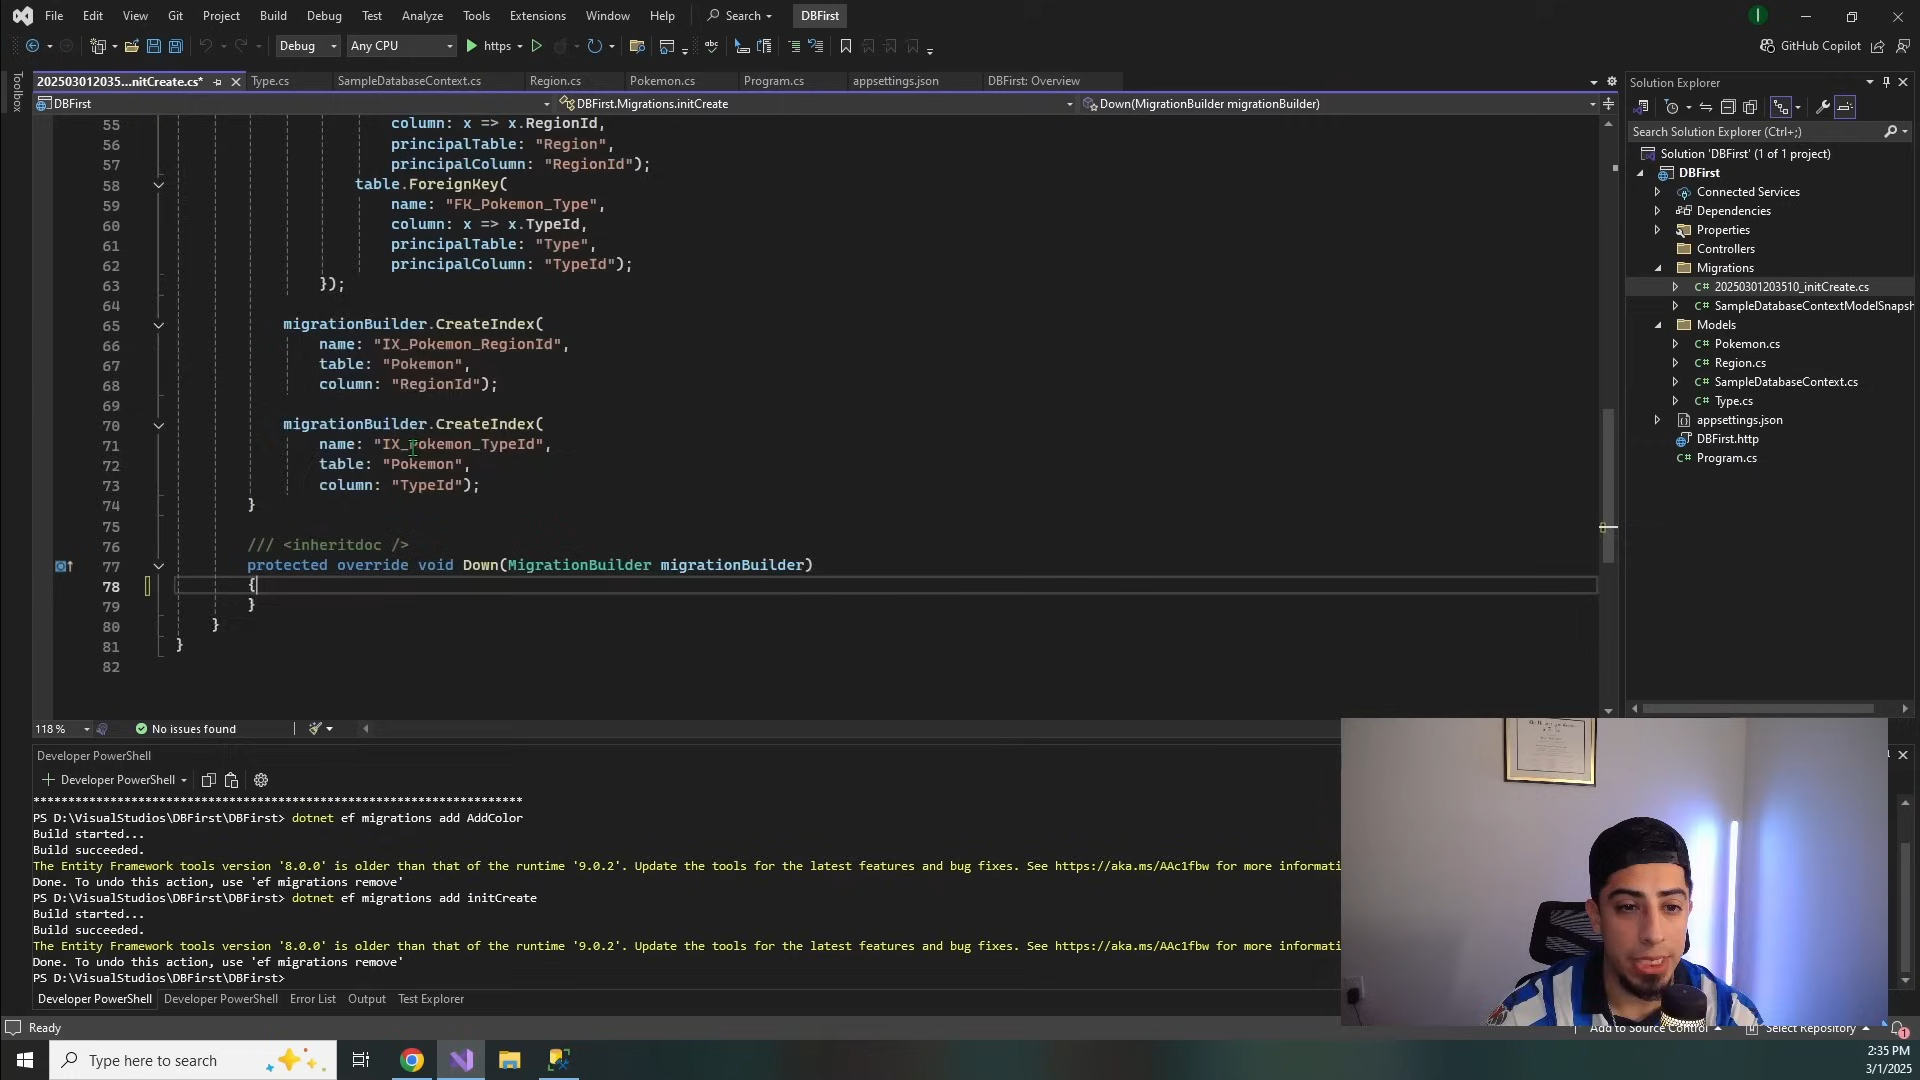 File Edit View Git Project Build Debug Test Analyze Tools Extensions Window Help Search DBFirst
Debug Any CPU https GitHub Copilot
202503012035...nitCreate.cs* Type.cs SampleDatabaseContext.cs Region.cs Pokemon.cs Program.cs appsettings.json DBFirst: Overview
Toolbox
DBFirst DBFirst.Migrations.initCreate Down(MigrationBuilder migrationBuilder)
55 column: x => x.RegionId,
56 principalTable: "Region",
57 principalColumn: "RegionId");
58 table.ForeignKey(
59 name: "FK_Pokemon_Type",
60 column: x => x.TypeId,
61 principalTable: "Type",
62 principalColumn: "TypeId");
63 });
64
65 migrationBuilder.CreateIndex(
66 name: "IX_Pokemon_RegionId",
67 table: "Pokemon",
68 column: "RegionId");
69
70 migrationBuilder.CreateIndex(
71 name: "IX_Pokemon_TypeId",
72 table: "Pokemon",
73 column: "TypeId");
74 }
75
76 /// <inheritdoc />
77 protected override void Down(MigrationBuilder migrationBuilder)
78 {
79 }
80 }
81 }
82
118 % No issues found
Solution Explorer
Search Solution Explorer (Ctrl+;)
Solution 'DBFirst' (1 of 1 project)
DBFirst
Connected Services
Dependencies
Properties
Controllers
Migrations
C# 20250301203510_initCreate.cs
C# SampleDatabaseContextModelSnapsh
Models
C# Pokemon.cs
C# Region.cs
C# SampleDatabaseContext.cs
C# Type.cs
appsettings.json
DBFirst.http
C# Program.cs
Developer PowerShell
Developer PowerShell
**********************************************************************
PS D:\VisualStudios\DBFirst\DBFirst> dotnet ef migrations add AddColor
Build started...
Build succeeded.
The Entity Framework tools version '8.0.0' is older than that of the runtime '9.0.2'. Update the tools for the latest features and bug fixes. See https://aka.ms/AAc1fbw for more informati
Done. To undo this action, use 'ef migrations remove'
PS D:\VisualStudios\DBFirst\DBFirst> dotnet ef migrations add initCreate
Build started...
Build succeeded.
The Entity Framework tools version '8.0.0' is older than that of the runtime '9.0.2'. Update the tools for the latest features and bug fixes. See https://aka.ms/AAc1fbw for more informati
Done. To undo this action, use 'ef migrations remove'
PS D:\VisualStudios\DBFirst\DBFirst>
Developer PowerShell Developer PowerShell Error List Output Test Explorer
Ready Add to Source Control Select Repository 1
Type here to search
2:35 PM
3/1/2025